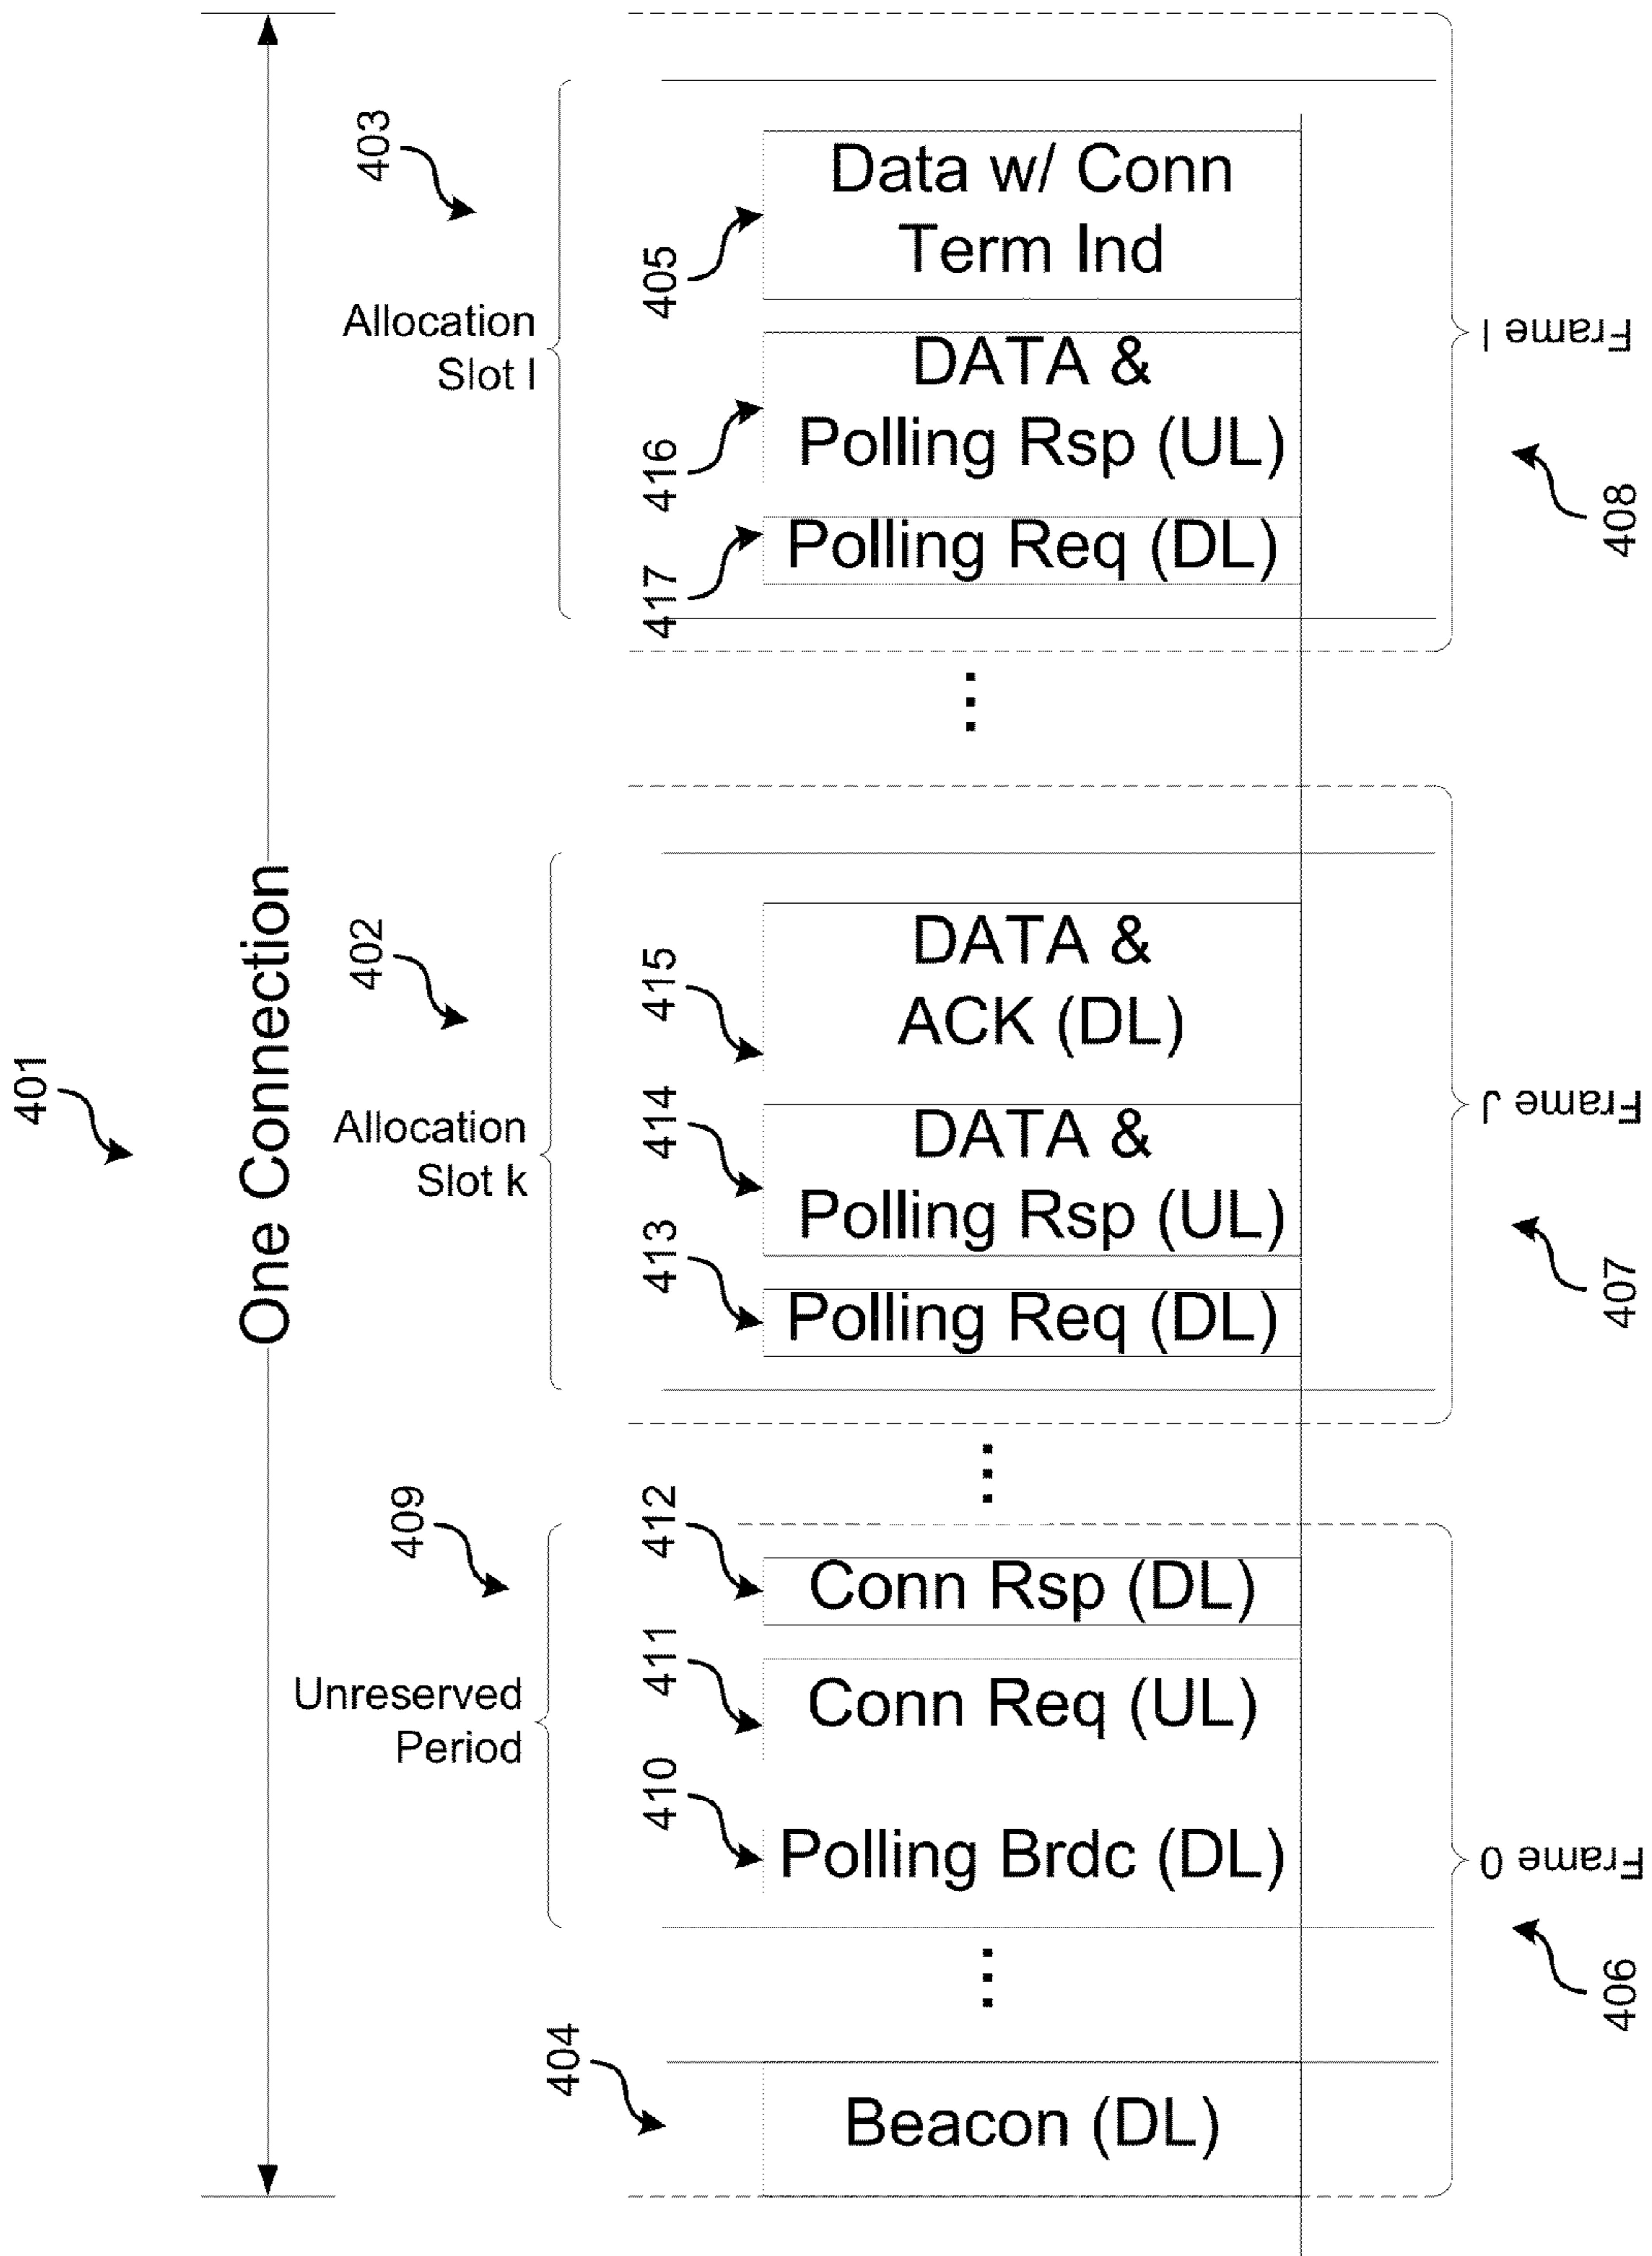 401
One Connection
403
Allocation
Slot l
405
Data w/ Conn
Term Ind
416
DATA &
Polling Rsp (UL)
417
Polling Req (DL)
Frame l
408
...
402
Allocation
Slot k
415
DATA &
ACK (DL)
414
DATA &
Polling Rsp (UL)
413
Polling Req (DL)
Frame J
407
...
409
Unreserved
Period
412
Conn Rsp (DL)
411
Conn Req (UL)
410
Polling Brdc (DL)
Frame 0
406
...
404
Beacon (DL)